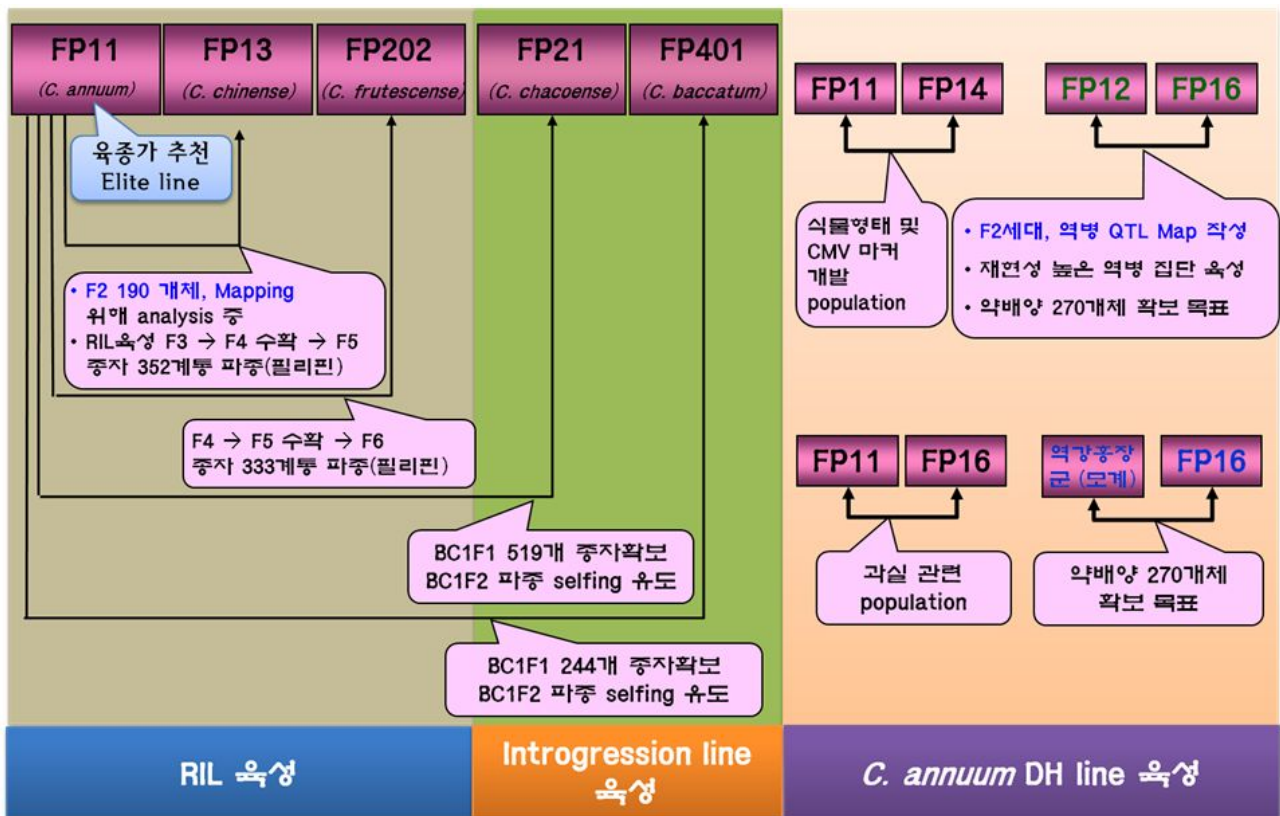 FP11
(C. annuum)
FP13
(C. chinense)
FP202
(C. frutescense)
FP21
(C. chacoense)
FP401
(C. baccatum)
육종가 추천
Elite line
• F2 190 개체, Mapping
위해 analysis 중
• RIL육성 F3 → F4 수확 → F5
종자 352계통 파종(필리핀)
F4 → F5 수확 → F6
종자 333계통 파종(필리핀)
BC1F1 519개 종자확보
BC1F2 파종 selfing 유도
BC1F1 244개 종자확보
BC1F2 파종 selfing 유도
FP11
FP14
식물형태 및
CMV 마커
개발
population
FP12
FP16
• F2세대, 역병 QTL Map 작성
• 재현성 높은 역병 집단 육성
• 약배양 270개체 확보 목표
FP11
FP16
과실 관련
population
역강홍장
군 (모계)
FP16
약배양 270개체
확보 목표
RIL 육성
Introgression line
육성
C. annuum DH line 육성